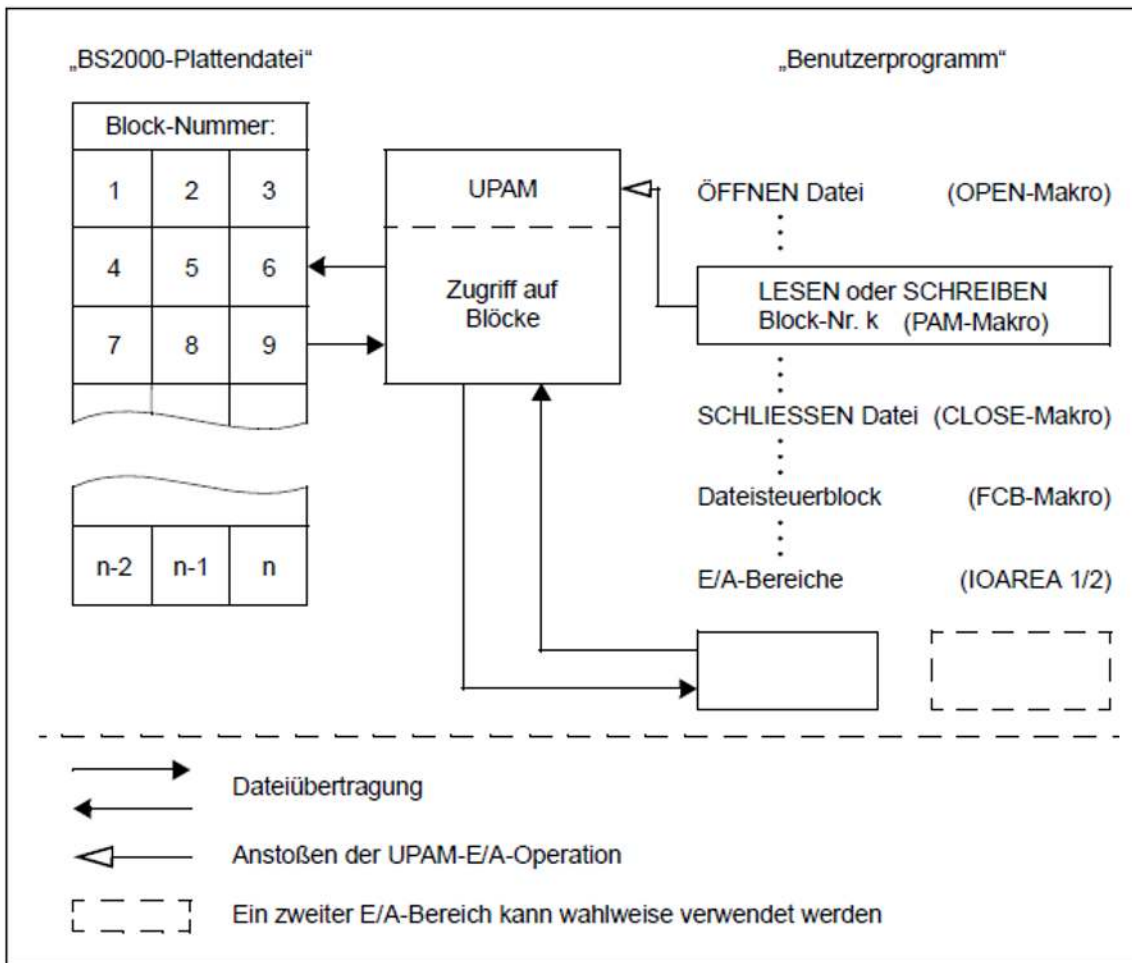 „BS2000-Plattendatei“
„Benutzerprogramm“
Block-Nummer:
1 2 3
4 5 6
7 8 9
n-2 n-1 n
UPAM
Zugriff auf
Blöcke
ÖFFNEN Datei (OPEN-Makro)
LESEN oder SCHREIBEN
Block-Nr. k (PAM-Makro)
SCHLIESSEN Datei (CLOSE-Makro)
Dateisteuerblock (FCB-Makro)
E/A-Bereiche (IOAREA 1/2)
Dateiübertragung
Anstoßen der UPAM-E/A-Operation
Ein zweiter E/A-Bereich kann wahlweise verwendet werden